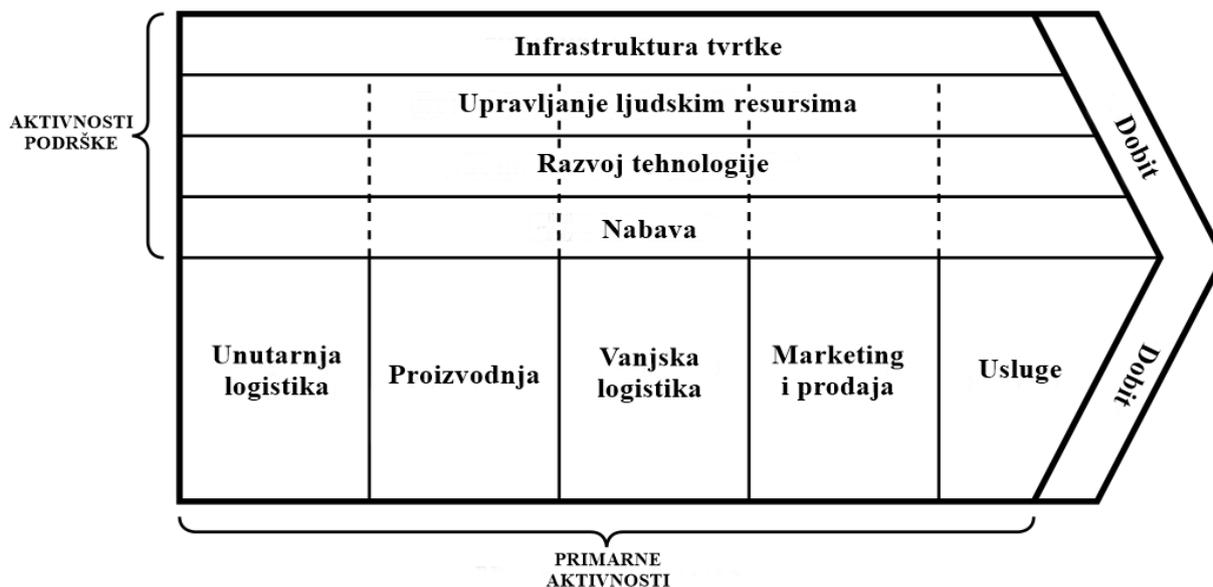 Infrastruktura tvrtke
Upravljanje ljudskim resursima
Razvoj tehnologije
Nabava
AKTIVNOSTI
PODRŠKE
Dobit
Unutarnja
logistika
Proizvodnja
Vanjska
logistika
Marketing
i prodaja
Usluge
Dobit
PRIMARNE
AKTIVNOSTI